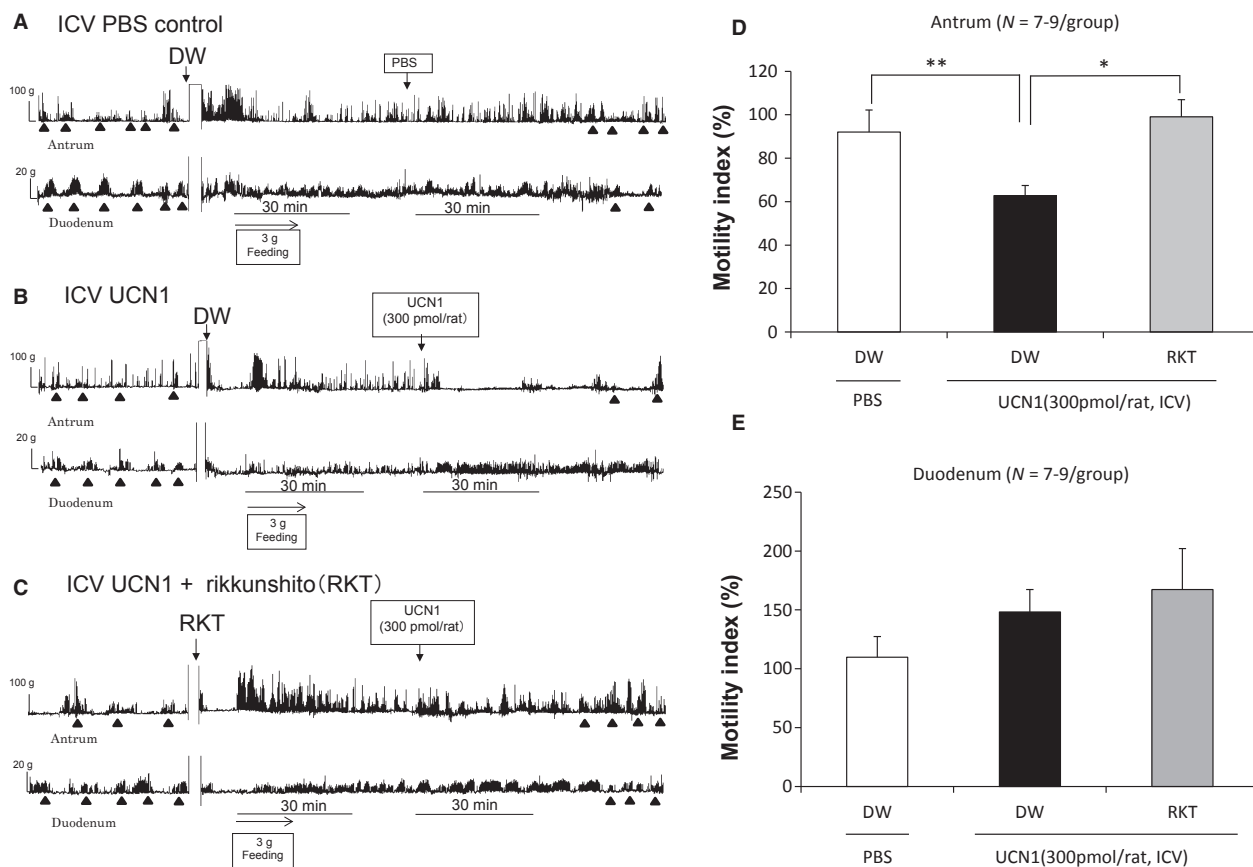 A ICV PBS control
DW
PBS
100 g
Antrum
20 g
Duodenum
30 min
30 min
3 g
Feeding
B ICV UCN1
DW
UCN1
(300 pmol/rat)
100 g
Antrum
20 g
Duodenum
30 min
30 min
3 g
Feeding
C ICV UCN1 + rikkunshito(RKT)
RKT
UCN1
(300 pmol/rat)
100 g
Antrum
20 g
Duodenum
30 min
30 min
3 g
Feeding
D Antrum (N = 7-9/group)
Motility index (%)
120
100
80
60
40
20
0
**
*
DW
DW
RKT
PBS
UCN1(300pmol/rat, ICV)
E
Duodenum (N = 7-9/group)
Motility index (%)
250
200
150
100
50
0
DW
DW
RKT
PBS
UCN1(300pmol/rat, ICV)